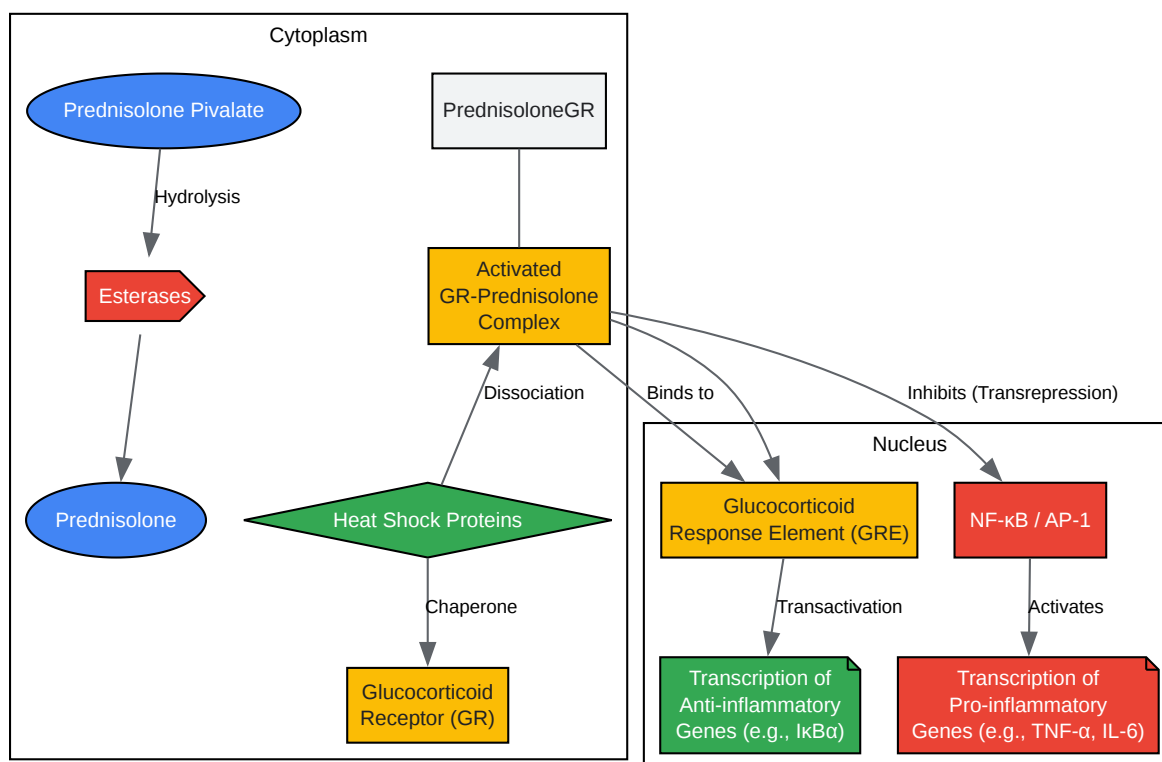 Cytoplasm
Prednisolone Pivalate
PrednisoloneGR
Hydrolysis
Esterases
Activated
GR-Prednisolone
Complex
Dissociation
Binds to
Inhibits (Transrepression)
Nucleus
Prednisolone
Heat Shock Proteins
Glucocorticoid
Response Element (GRE)
NF-κB / AP-1
Chaperone
Transactivation
Activates
Glucocorticoid
Receptor (GR)
Transcription of
Anti-inflammatory
Genes (e.g., IκBα)
Transcription of
Pro-inflammatory
Genes (e.g., TNF-α, IL-6)